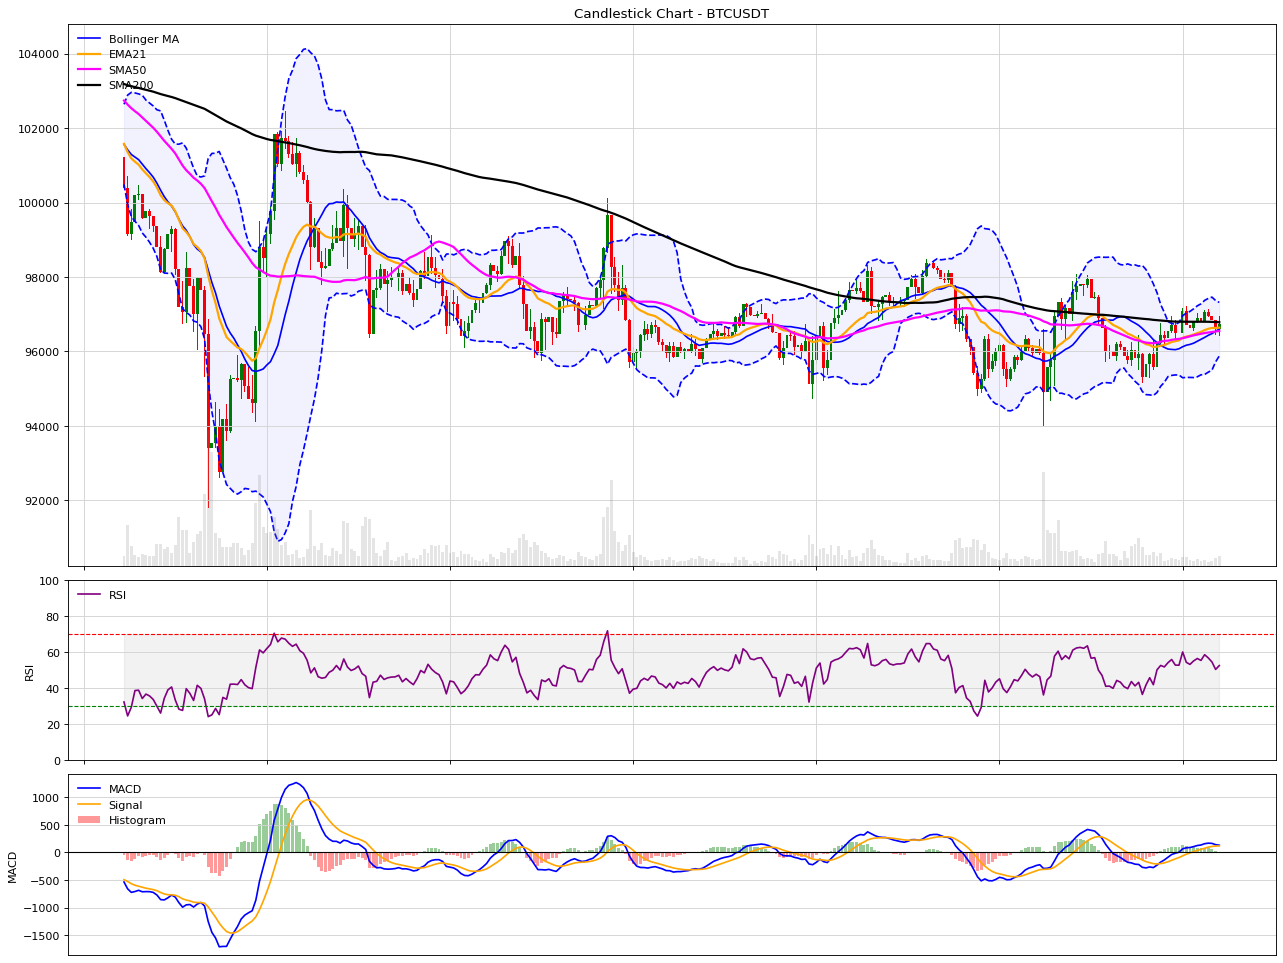 Candlestick Chart - BTCUSDT
Bollinger MA
EMA21
SMA50
SMA200
104000
102000
100000
98000
96000
94000
92000
RSI
100
80
60
40
20
0
RSI
MACD
Signal
Histogram
1000
500
0
−500
−1000
−1500
MACD